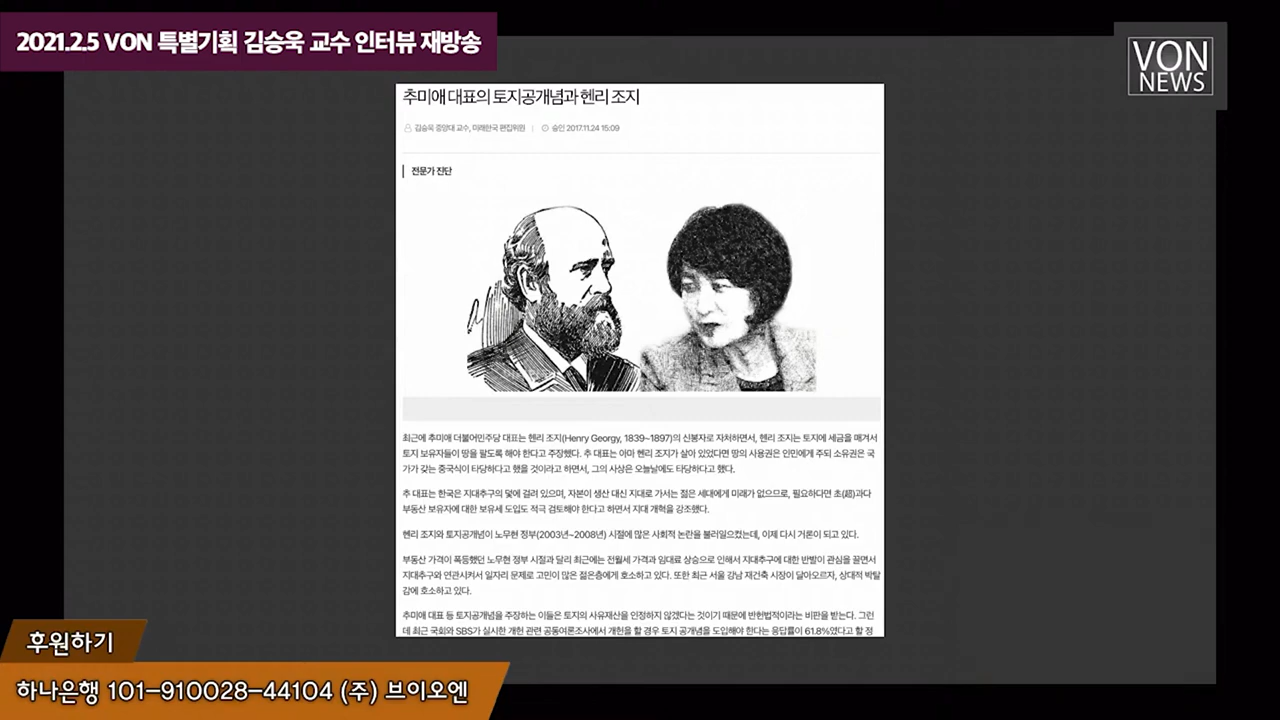 2021.2.5 VON 특별기획 김승욱 교수 인터뷰 재방송
VON
NEWS
추미애 대표의 토지공개념과 헨리 조지
김승욱 중앙대 교수, 미래한국 편집위원 | 승인 2017.11.24 15:09
전문가 진단
최근에 추미애 더불어민주당 대표는 헨리 조지(Henry Georgy, 1839~1897)의 신봉자로 자처하면서, 헨리 조지는 토지에 세금을 매겨서
토지 보유자들이 땅을 팔도록 해야 한다고 주장했다. 추 대표는 아마 헨리 조지가 살아 있었다면 땅의 사용권은 인민에게 주되 소유권은 국
가가 갖는 중국식이 타당하다고 했을 것이라고 하면서, 그의 사상은 오늘날에도 타당하다고 했다.
추 대표는 한국은 지대추구의 덫에 걸려 있으며, 자본이 생산 대신 지대로 가서는 젊은 세대에게 미래가 없으므로, 필요하다면 초(超)과다
부동산 보유자에 대한 보유세 도입도 적극 검토해야 한다고 하면서 지대 개혁을 강조했다.
헨리 조지와 토지공개념이 노무현 정부(2003년~2008년) 시절에 많은 사회적 논란을 불러일으켰는데, 이제 다시 거론이 되고 있다.
부동산 가격이 폭등했던 노무현 정부 시절과 달리 최근에는 전월세 가격과 임대료 상승으로 인해서 지대추구에 대한 반발이 관심을 끌면서
지대추구와 연관시켜서 일자리 문제로 고민이 많은 젊은층에게 호소하고 있다. 또한 최근 서울 강남 재건축 시장이 달아오르자, 상대적 박탈
감에 호소하고 있다.
추미애 대표 등 토지공개념을 주장하는 이들은 토지의 사유재산을 인정하지 않겠다는 것이기 때문에 반헌법적이라는 비판을 받는다. 그런
데 최근 국회와 SBS가 실시한 개헌 관련 공동여론조사에서 개헌을 할 경우 토지 공개념을 도입해야 한다는 응답률이 61.8%였다고 할 정
후원하기
하나은행 101-910028-44104 (주) 브이오엔